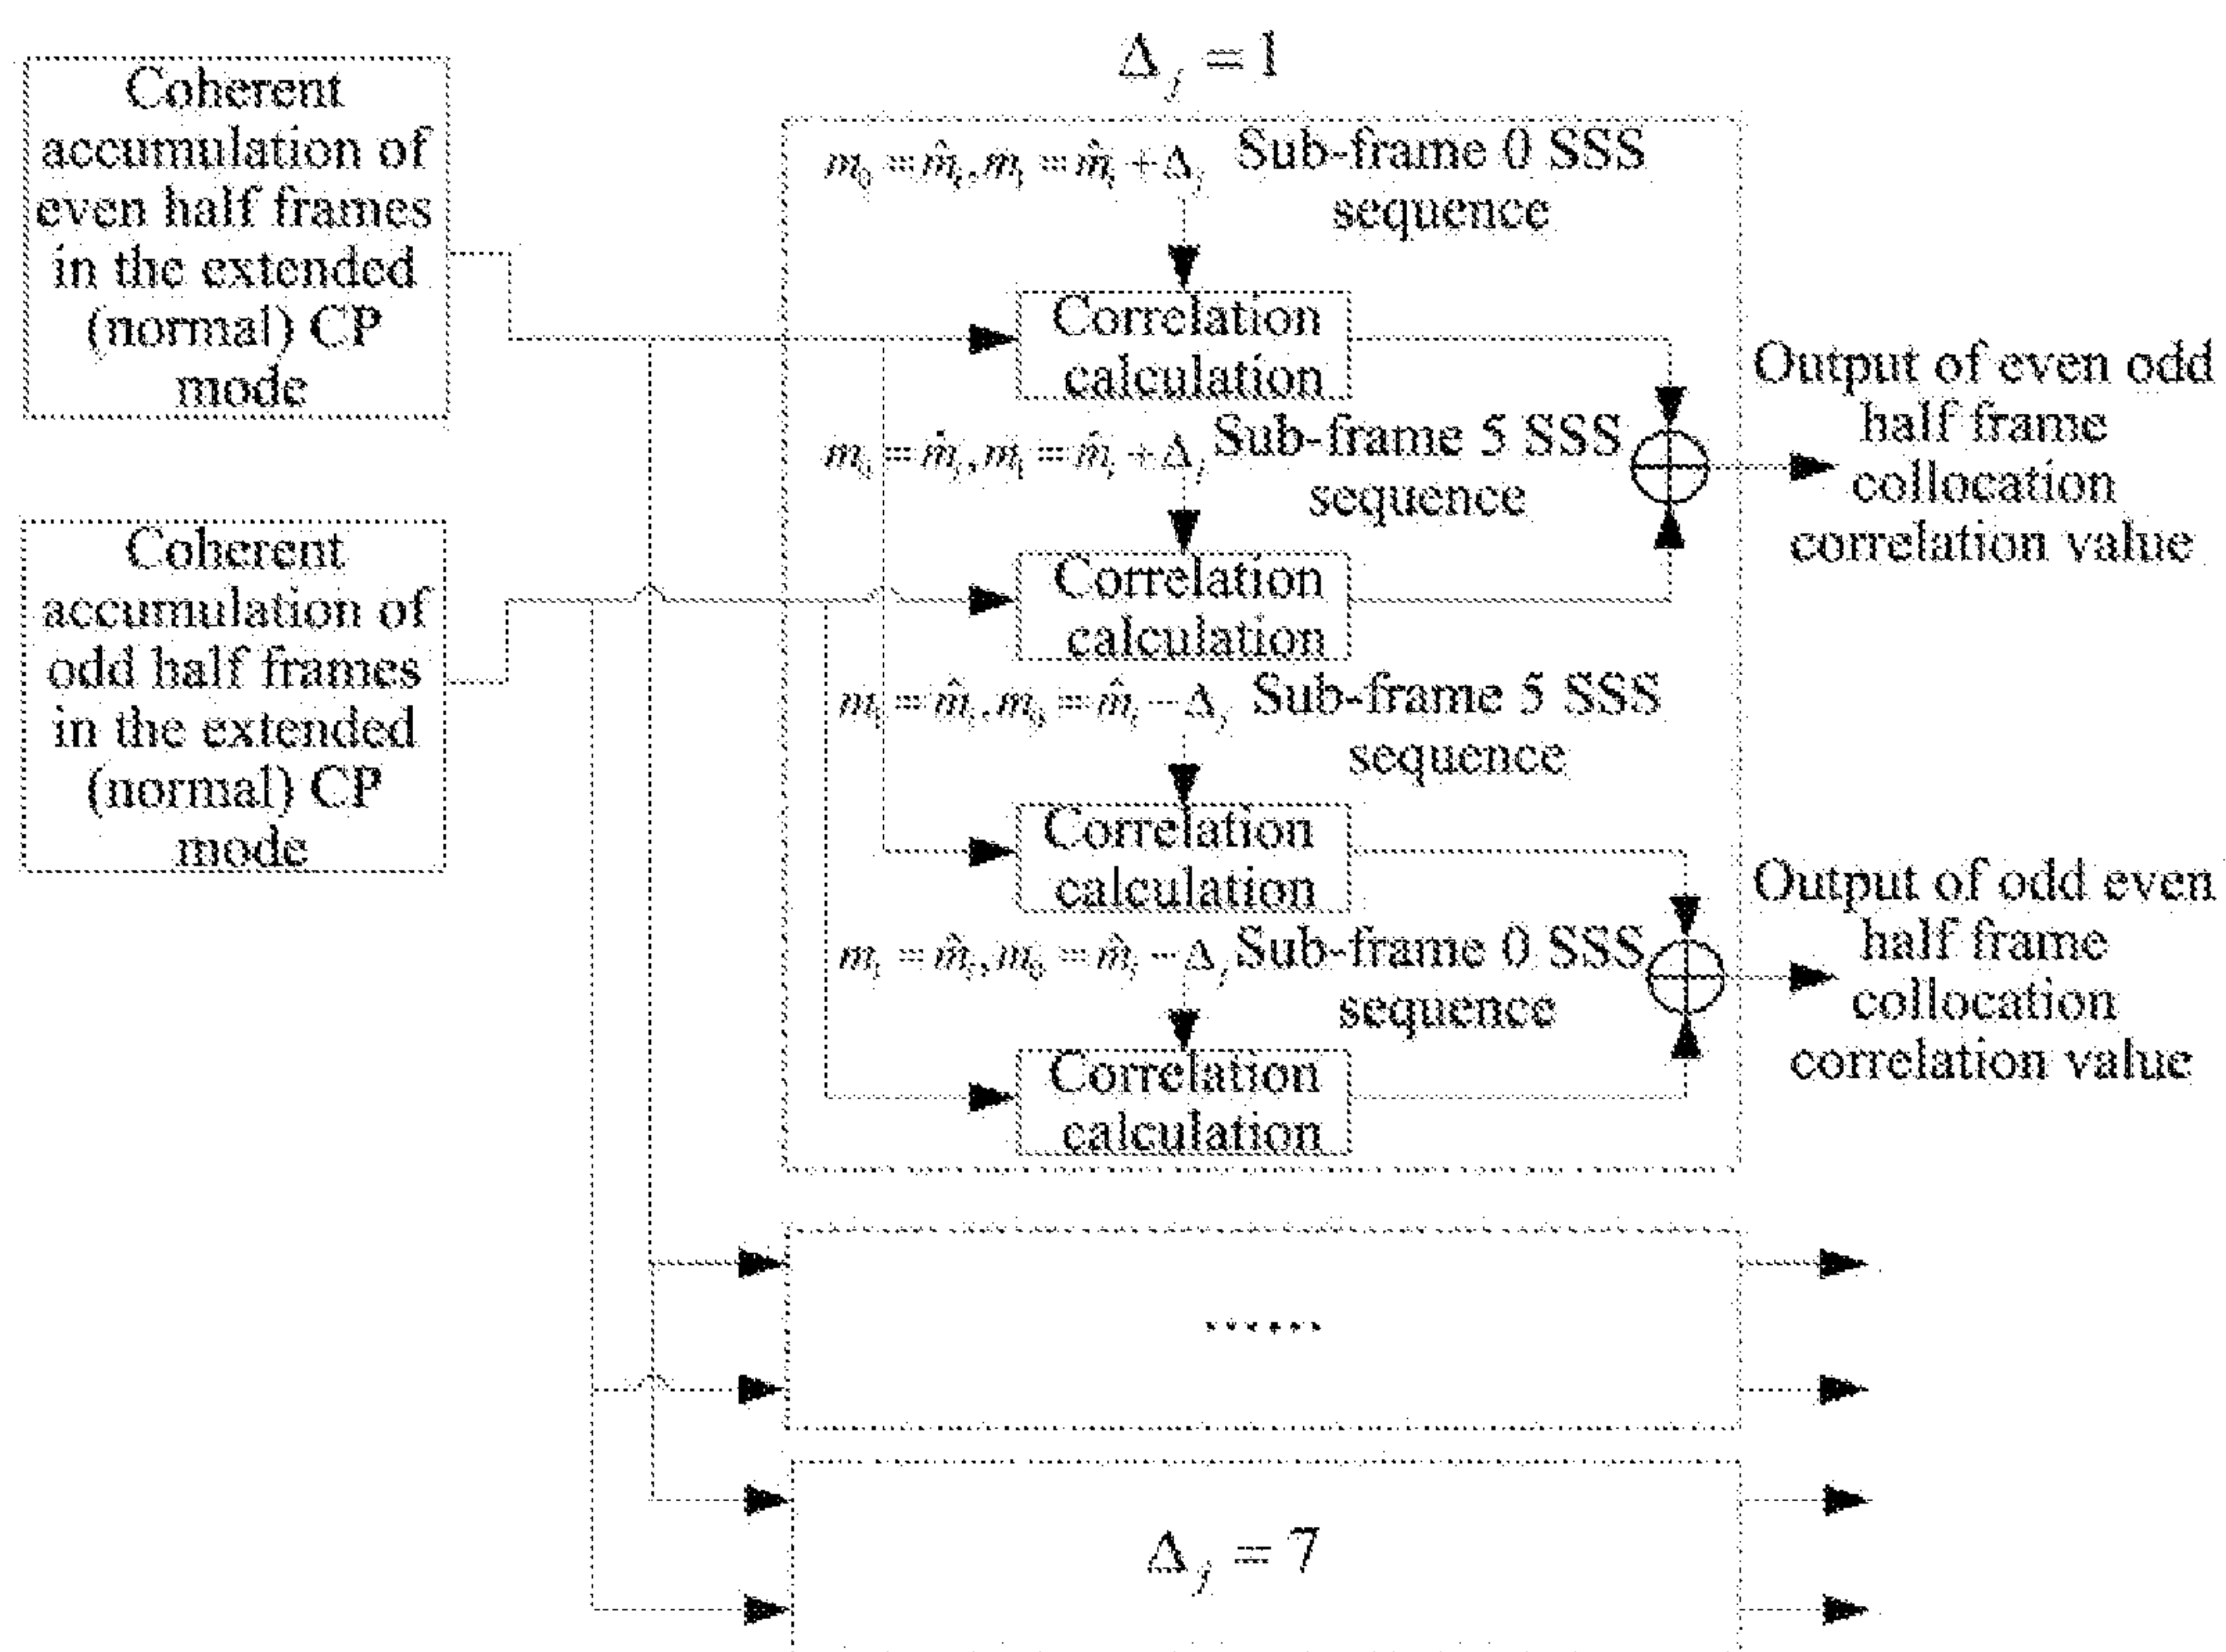 Δⱼ = 1
Coherent
accumulation of
even half frames
in the extended
(normal) CP
mode
m₀ = m̂ᵢ, m₁ = m̂ᵢ + Δⱼ Sub-frame 0 SSS
sequence
Correlation
calculation
m₀ = m̂ᵢ, m₁ = m̂ᵢ + Δⱼ Sub-frame 5 SSS
sequence
Output of even odd
half frame
collocation
correlation value
Coherent
accumulation of
odd half frames
in the extended
(normal) CP
mode
Correlation
calculation
m₁ = m̂ᵢ, m₀ = m̂ᵢ − Δⱼ Sub-frame 5 SSS
sequence
Correlation
calculation
m₁ = m̂ᵢ, m₀ = m̂ᵢ − Δⱼ Sub-frame 0 SSS
sequence
Output of odd even
half frame
collocation
correlation value
Correlation
calculation
......
Δⱼ = 7